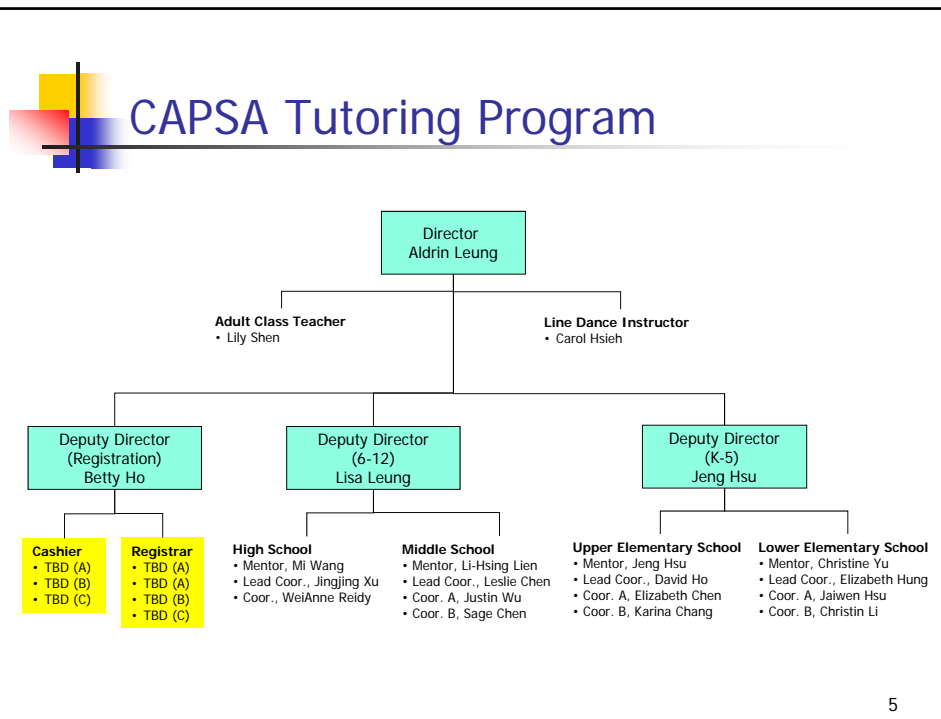 CAPSA Tutoring Program
Director
Aldrin Leung
Adult Class Teacher
• Lily Shen
Line Dance Instructor
• Carol Hsieh
Deputy Director
(Registration)
Betty Ho
Deputy Director
(6-12)
Lisa Leung
Deputy Director
(K-5)
Jeng Hsu
Cashier
• TBD (A)
• TBD (B)
• TBD (C)
Registrar
• TBD (A)
• TBD (A)
• TBD (B)
• TBD (C)
High School
• Mentor, Mi Wang
• Lead Coor., Jingjing Xu
• Coor., WeiAnne Reidy
Middle School
• Mentor, Li-Hsing Lien
• Lead Coor., Leslie Chen
• Coor. A, Justin Wu
• Coor. B, Sage Chen
Upper Elementary School
• Mentor, Jeng Hsu
• Lead Coor., David Ho
• Coor. A, Elizabeth Chen
• Coor. B, Karina Chang
Lower Elementary School
• Mentor, Christine Yu
• Lead Coor., Elizabeth Hung
• Coor. A, Jaiwen Hsu
• Coor. B, Christin Li
5